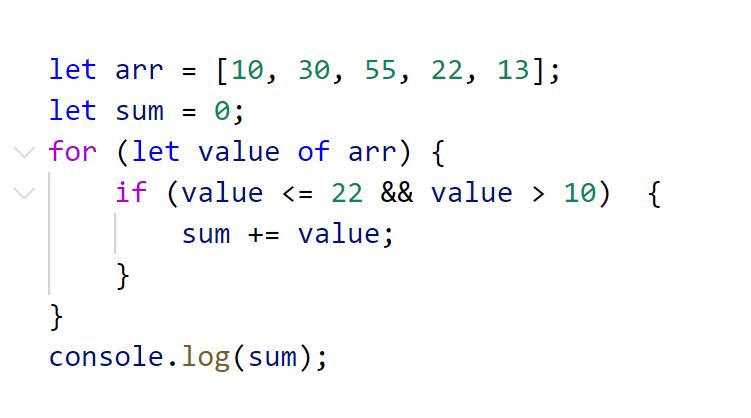 let arr = [10, 30, 55, 22, 13];
let sum = 0;
for (let value of arr) {
    if (value <= 22 && value > 10)  {
        sum += value;
    }
}
console.log(sum);